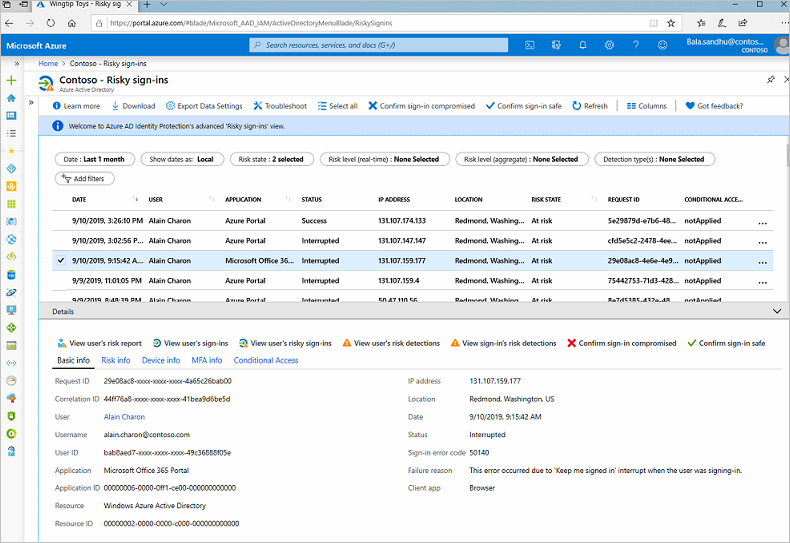 Wingtip Toys - Risky sig
https://portal.azure.com/#blade/Microsoft_AAD_IAM/ActiveDirectoryMenuBlade/RiskySignins
Microsoft Azure
Search resources, services, and docs (G+/)
Bala.sandhu@contos...
CONTOSO
Home > Contoso - Risky sign-ins
Contoso - Risky sign-ins
Azure Active Directory
Learn more Download Export Data Settings Troubleshoot Select all Confirm sign-in compromised Confirm sign-in safe Refresh Columns Got feedback?
Welcome to Azure AD Identity Protection's advanced 'Risky sign-ins' view.
Date : Last 1 month Show dates as: Local Risk state : 2 selected Risk level (real-time) : None Selected Risk level (aggregate) : None Selected Detection type(s) : None Selected
Add filters
DATE USER APPLICATION STATUS IP ADDRESS LOCATION RISK STATE REQUEST ID CONDITIONAL ACCE...
9/10/2019, 3:26:10 PM Alain Charon Azure Portal Success 131.107.174.133 Redmond, Washing... At risk 5e29879d-e7b6-48... notApplied ...
9/10/2019, 3:02:56 P... Alain Charon Azure Portal Interrupted 131.107.147.147 Redmond, Washing... At risk cfd5e5c2-2478-4ee... notApplied ...
9/10/2019, 9:15:42 A... Alain Charon Microsoft Office 36... Interrupted 131.107.159.177 Redmond, Washing... At risk 29e08ac8-4e6e-4e9... notApplied ...
9/9/2019, 11:01:05 PM Alain Charon Azure Portal Interrupted 131.107.159.4 Redmond, Washing... At risk 75442753-71d3-428... notApplied ...
9/9/2019, 8:48:39 PM Alain Charon Azure Portal Interrupted 50.47.110.56 Redmond, Washing... At risk 8e7d5385-432e-48... notApplied ...
Details
View user's risk report View user's sign-ins View user's risky sign-ins View user's risk detections View sign-in's risk detections Confirm sign-in compromised Confirm sign-in safe
Basic info Risk info Device info MFA info Conditional Access
Request ID 29e08ac8-xxxx-xxxx-xxxx-4a65c26bab00 IP address 131.107.159.177
Correlation ID 44ff76a8-xxxx-xxxx-xxxx-41bea9d6be5d Location Redmond, Washington, US
User Alain Charon Date 9/10/2019, 9:15:42 AM
Username alain.charon@contoso.com Status Interrupted
User ID bab8aed7-xxxx-xxxx-xxxx-49c36888f05e Sign-in error code 50140
Application Microsoft Office 365 Portal Failure reason This error occurred due to 'Keep me signed in' interrupt when the user was signing-in.
Application ID 00000006-0000-0ff1-ce00-000000000000 Client app Browser
Resource Windows Azure Active Directory
Resource ID 00000002-0000-0000-c000-000000000000